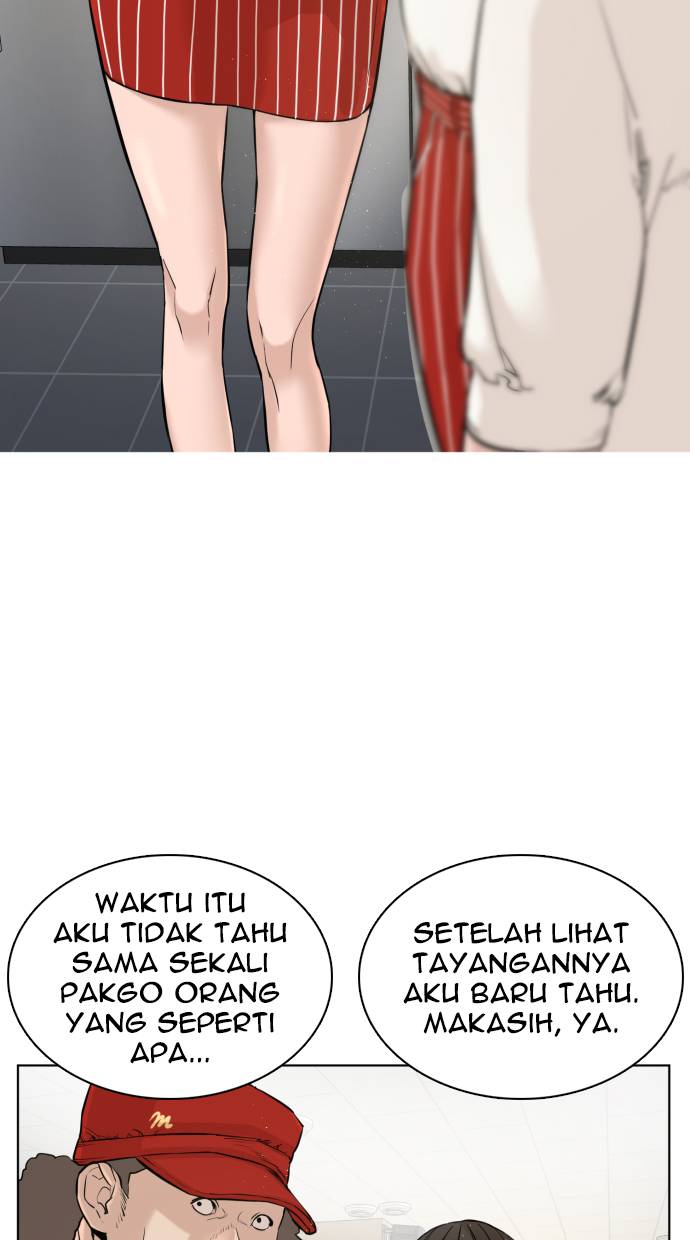 WAKTU ITU
AKU TIDAK TAHU
SAMA SEKALI
PAKGO ORANG
YANG SEPERTI
APA...
SETELAH LIHAT
TAYANGANNYA
AKU BARU TAHU.
MAKASIH, YA.
M